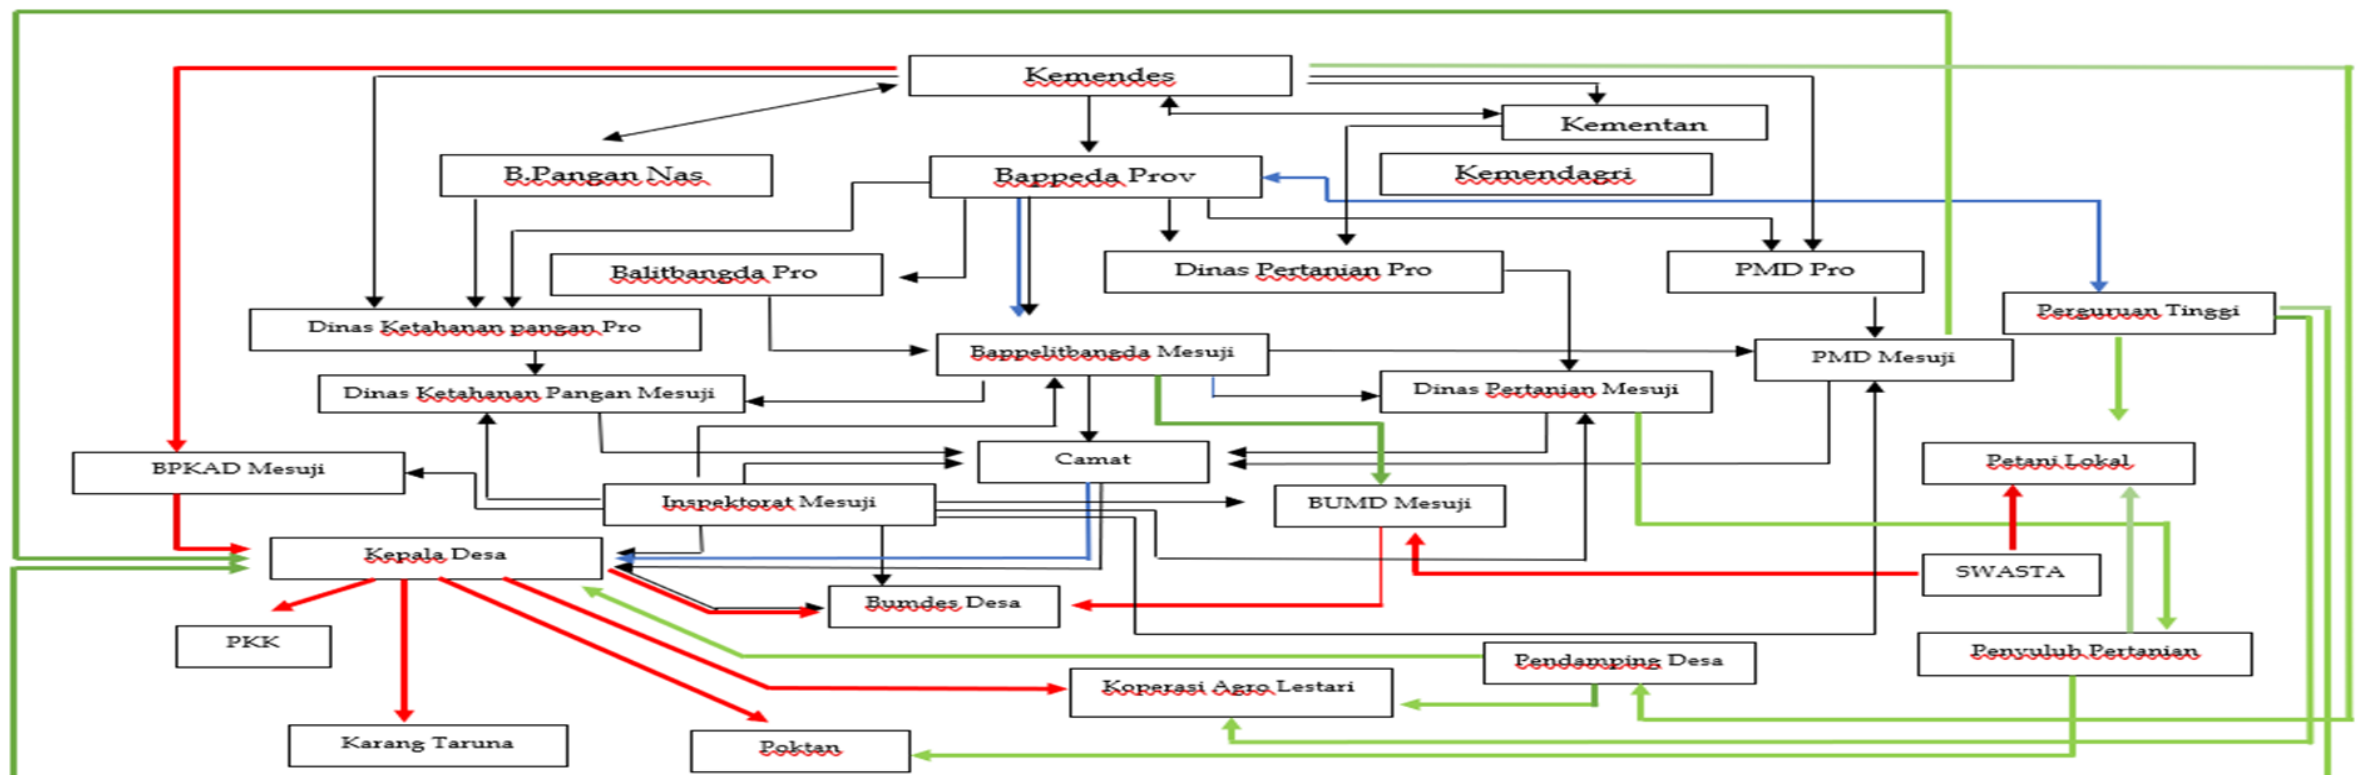 Kemendes
Kementan
B.Pangan Nas
Bappeda Prov
Kemendagri
Balitbangda Pro
Dinas Pertanian Pro
PMD Pro
Dinas Ketahanan pangan Pro
Perguruan Tinggi
Bappelitbangda Mesuji
PMD Mesuji
Dinas Ketahanan Pangan Mesuji
Dinas Pertanian Mesuji
BPKAD Mesuji
Camat
Petani Lokal
Inspektorat Mesuji
BUMD Mesuji
Kepala Desa
SWASTA
Bumdes Desa
PKK
Pendamping Desa
Penyuluh Pertanian
Koperasi Agro Lestari
Karang Taruna
Poktan